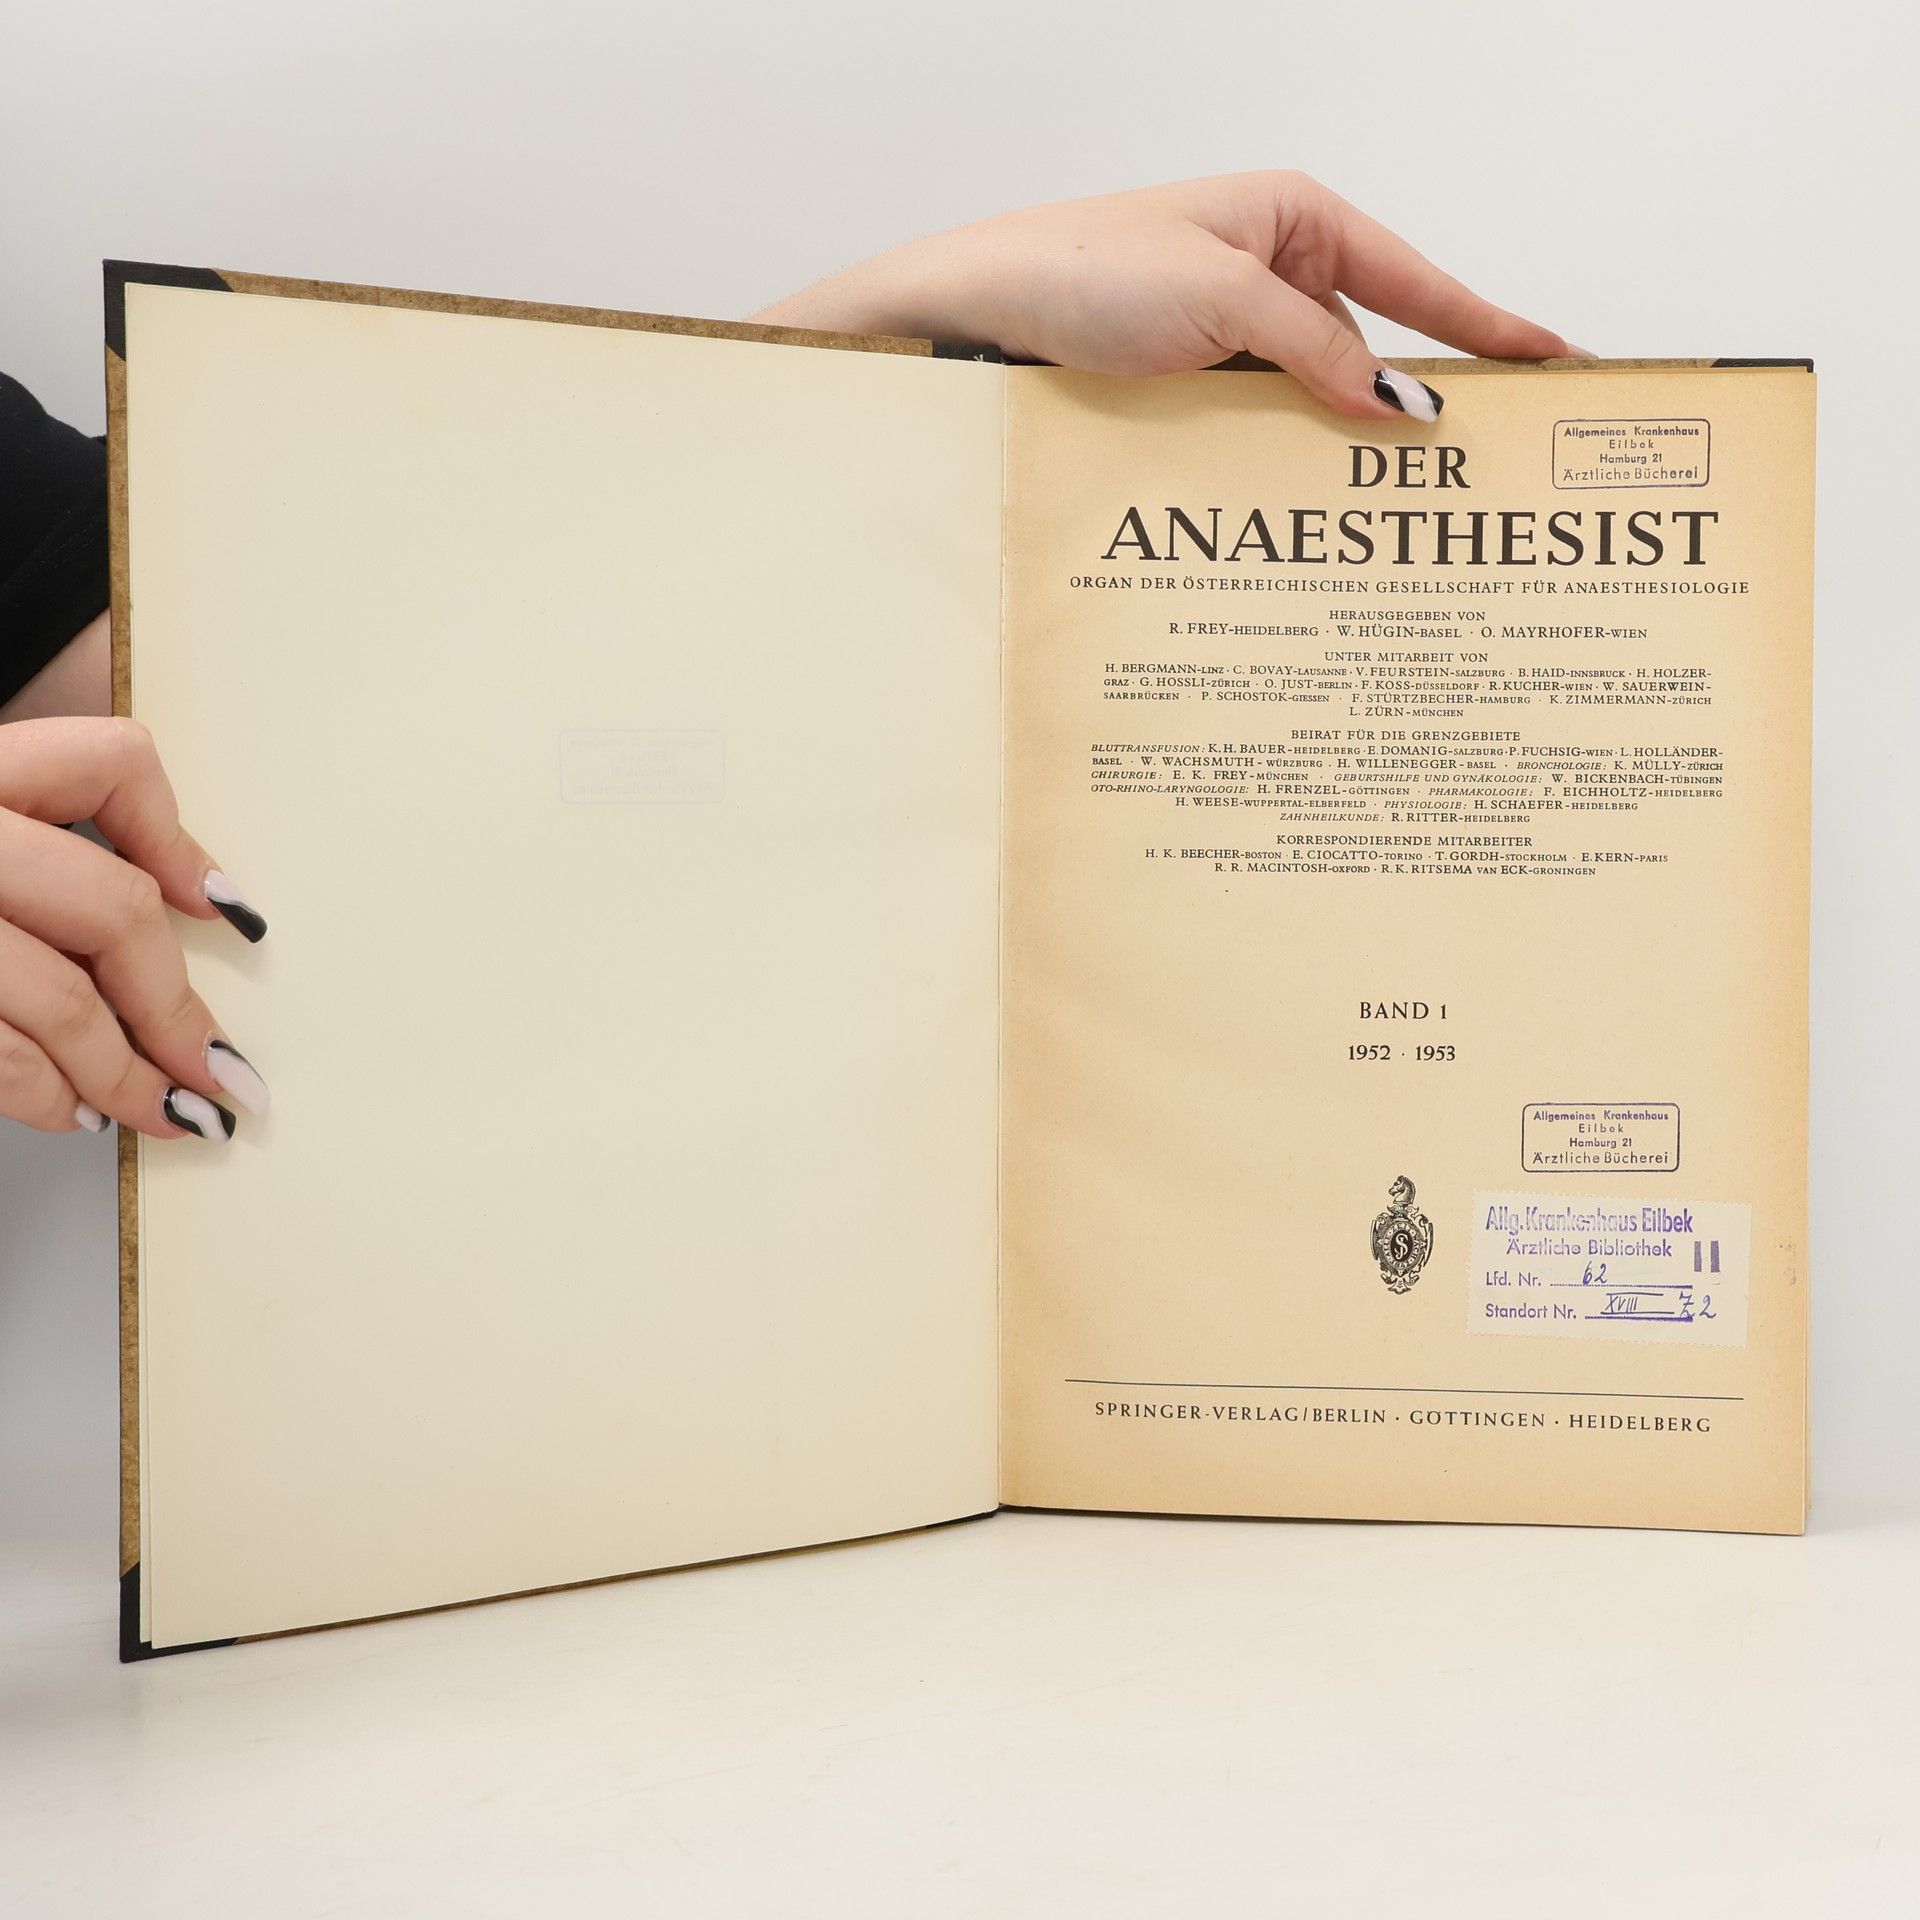 DER
ANAESTHESIST
ORGAN DER ÖSTERREICHISCHEN GESELLSCHAFT FÜR ANAESTHESIOLOGIE
Allgemeines Krankenhaus
Eilbek
Hamburg 21
Ärztliche Bücherei
HERAUSGEGEBEN VON
R. FREY-HEIDELBERG · W. HÜGIN-BASEL · O. MAYRHOFER-WIEN
UNTER MITARBEIT VON
H. BERGMANN-LINZ · C. BOVAY-LAUSANNE · V. FEURSTEIN-SALZBURG · B. HAID-INNSBRUCK · H. HOLZER-
GRAZ · G. HOSSLI-ZÜRICH · O. JUST-BERLIN · F. KOSS-DÜSSELDORF · R. KUCHER-WIEN · W. SAUERWEIN-
SAARBRÜCKEN · P. SCHOSTOK-GIESSEN · F. STÜRTZBECHER-HAMBURG · K. ZIMMERMANN-ZÜRICH
L. ZÜRN-MÜNCHEN
BEIRAT FÜR DIE GRENZGEBIETE
BLUTTRANSFUSION: K. H. BAUER-HEIDELBERG · E. DOMANIG-SALZBURG · P. FUCHSIG-WIEN · L. HOLLÄNDER-
BASEL · W. WACHSMUTH-WÜRZBURG · H. WILLENEGGER-BASEL · BRONCHOLOGIE: K. MÜLLY-ZÜRICH
CHIRURGIE: E. K. FREY-MÜNCHEN · GEBURTSHILFE UND GYNÄKOLOGIE: W. BICKENBACH-TÜBINGEN
OTO-RHINO-LARYNGOLOGIE: H. FRENZEL-GÖTTINGEN · PHARMAKOLOGIE: F. EICHHOLTZ-HEIDELBERG
H. WEESE-WUPPERTAL-ELBERFELD · PHYSIOLOGIE: H. SCHAEFER-HEIDELBERG
ZAHNHEILKUNDE: R. RITTER-HEIDELBERG
KORRESPONDIERENDE MITARBEITER
H. K. BEECHER-BOSTON · E. CIOCATTO-TORINO · T. GORDH-STOCKHOLM · E. KERN-PARIS
R. R. MACINTOSH-OXFORD · R. K. RITSEMA VAN ECK-GRONINGEN
BAND 1
1952 · 1953
Allgemeines Krankenhaus
Eilbek
Hamburg 21
Ärztliche Bücherei
Allg. Krankenhaus Eilbek
Ärztliche Bibliothek II
Lfd. Nr. 62
Standort Nr. XVIII Z 2
SPRINGER-VERLAG/BERLIN · GÖTTINGEN · HEIDELBERG